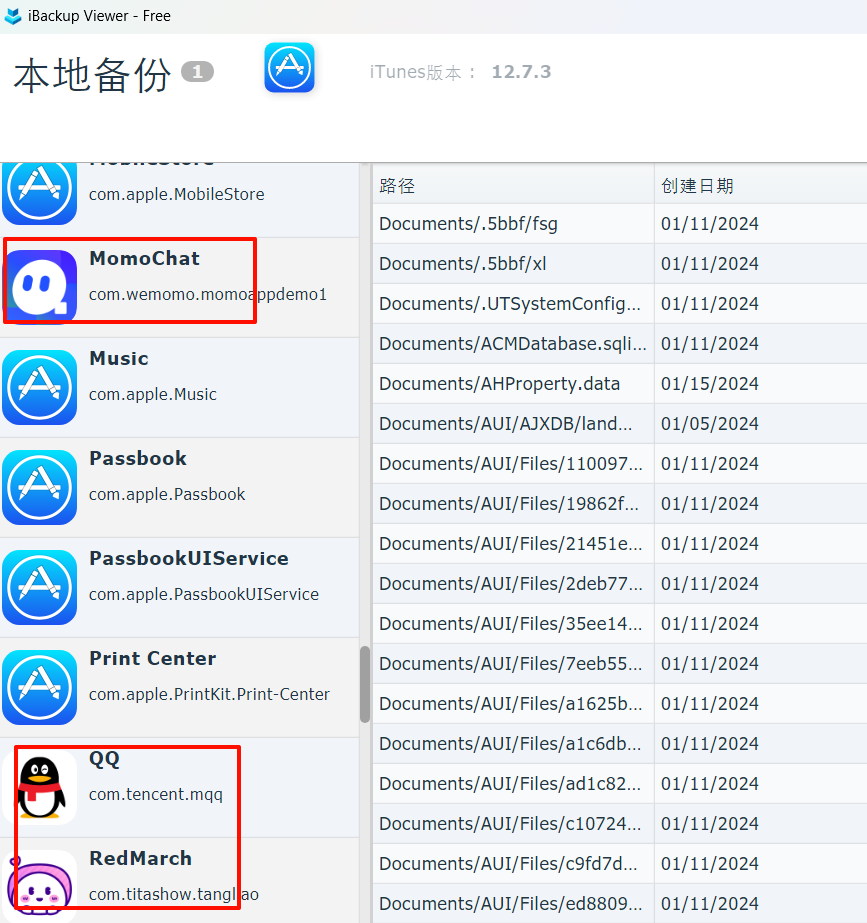 iBackup Viewer - Free
本地备份 1
iTunes版本： 12.7.3
MobileStore
com.apple.MobileStore
MomoChat
com.wemomo.momoappdemo1
Music
com.apple.Music
Passbook
com.apple.Passbook
PassbookUIService
com.apple.PassbookUIService
Print Center
com.apple.PrintKit.Print-Center
QQ
com.tencent.mqq
RedMarch
com.titashow.tangliao
路径 创建日期
Documents/.5bbf/fsg 01/11/2024
Documents/.5bbf/xl 01/11/2024
Documents/.UTSystemConfig... 01/11/2024
Documents/ACMDatabase.sqli... 01/11/2024
Documents/AHProperty.data 01/15/2024
Documents/AUI/AJXDB/land... 01/05/2024
Documents/AUI/Files/110097... 01/11/2024
Documents/AUI/Files/19862f... 01/11/2024
Documents/AUI/Files/21451e... 01/11/2024
Documents/AUI/Files/2deb77... 01/11/2024
Documents/AUI/Files/35ee14... 01/11/2024
Documents/AUI/Files/7eeb55... 01/11/2024
Documents/AUI/Files/a1625b... 01/11/2024
Documents/AUI/Files/a1c6db... 01/11/2024
Documents/AUI/Files/ad1c82... 01/11/2024
Documents/AUI/Files/c10724... 01/11/2024
Documents/AUI/Files/c9fd7d... 01/11/2024
Documents/AUI/Files/ed8809... 01/11/2024